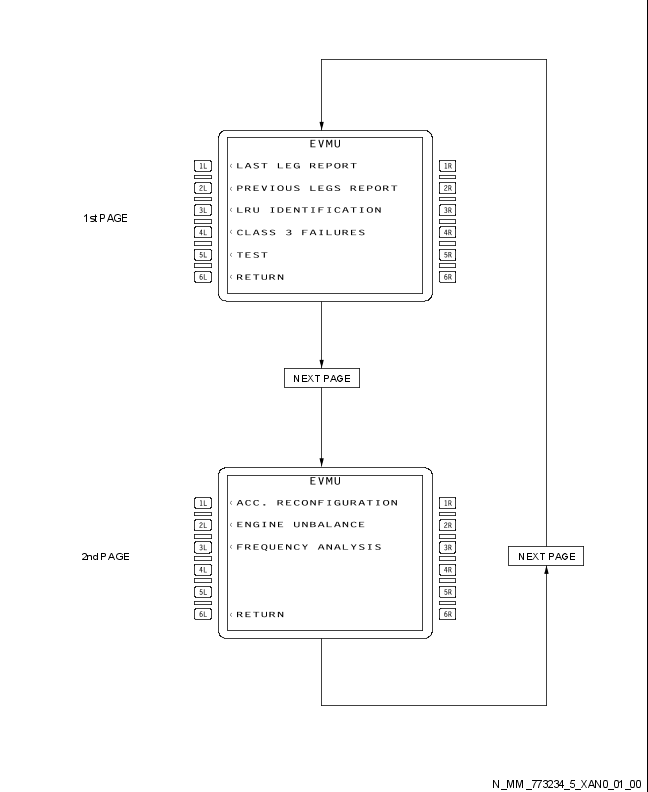 EVMU
1L <LAST LEG REPORT 1R
2L <PREVIOUS LEGS REPORT 2R
1st PAGE 3L <LRU IDENTIFICATION 3R
4L <CLASS 3 FAILURES 4R
5L <TEST 5R
6L <RETURN 6R
NEXT PAGE
EVMU
1L <ACC. RECONFIGURATION 1R
2L <ENGINE UNBALANCE 2R
2nd PAGE 3L <FREQUENCY ANALYSIS 3R
NEXT PAGE
4L 4R
5L 5R
6L <RETURN 6R
N_MM_773234_5_XAN0_01_00